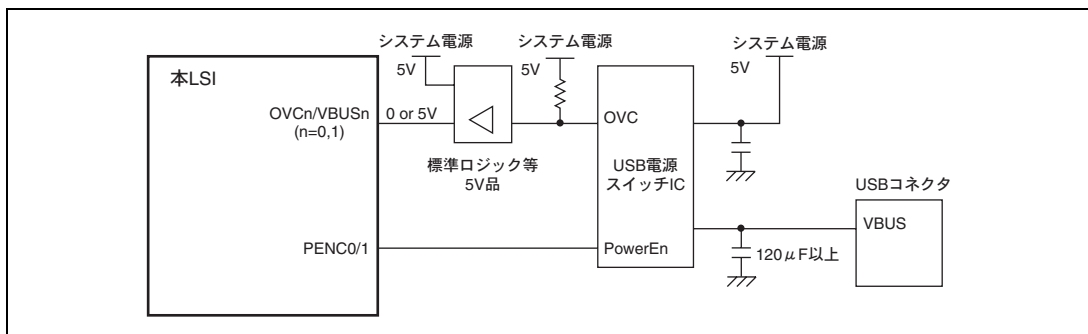 システム電源
5V
システム電源
5V
システム電源
5V
本LSI
OVCn/VBUSn
(n=0,1)
0 or 5V
標準ロジック等
5V品
OVC
USB電源
スイッチIC
PowerEn
PENC0/1
120μF以上
USBコネクタ
VBUS